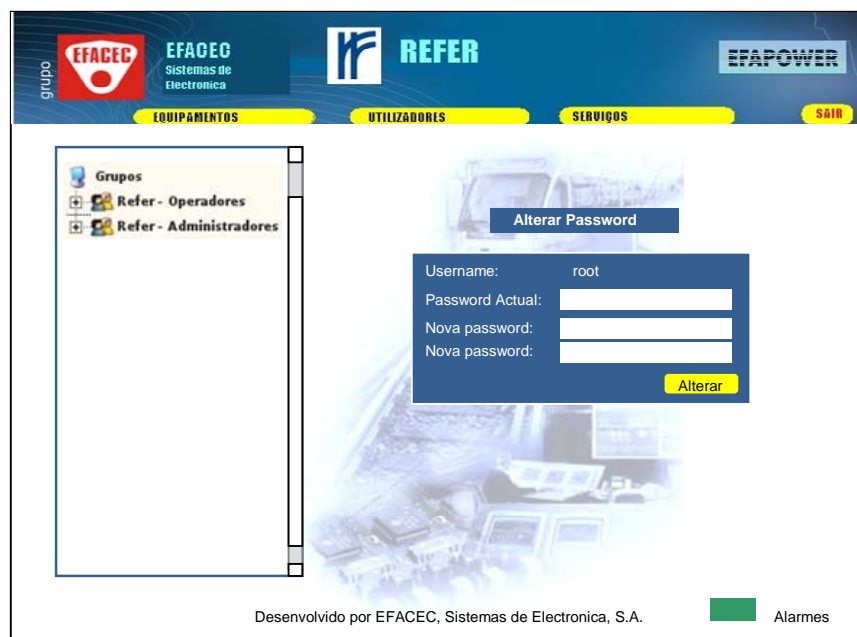 grupo
EFACEC
EFACEC
Sistemas de
Electronica
REFER
EFAPOWER
EQUIPAMENTOS
UTILIZADORES
SERVIÇOS
SAIR
Grupos
Refer - Operadores
Refer - Administradores
Alterar Password
Username: root
Password Actual:
Nova password:
Nova password:
Alterar
Desenvolvido por EFACEC, Sistemas de Electronica, S.A.
Alarmes